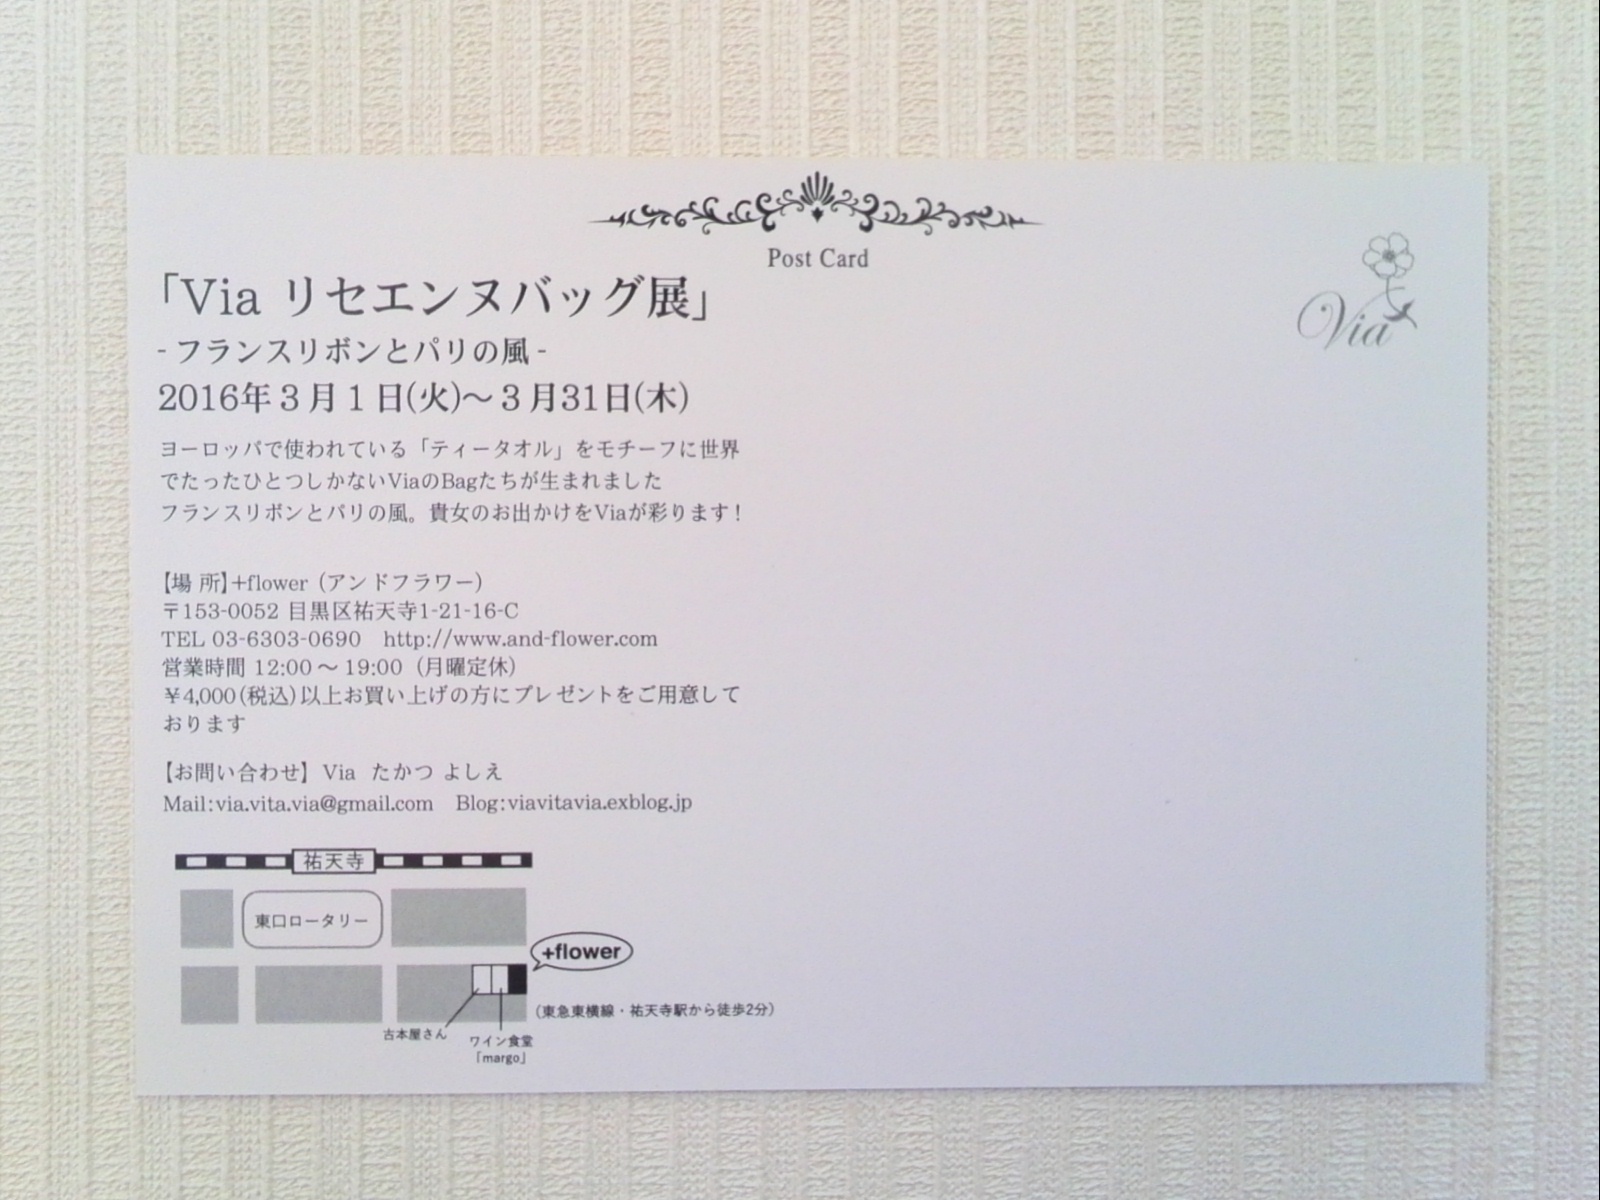 Post Card
Via
「Via リセエンヌバッグ展」
- フランスリボンとパリの風 -
2016年３月１日(火)～３月31日(木)
ヨーロッパで使われている「ティータオル」をモチーフに世界
でたったひとつしかないViaのBagたちが生まれました
フランスリボンとパリの風。貴女のお出かけをViaが彩ります！
【場 所】+flower（アンドフラワー）
〒153-0052 目黒区祐天寺1-21-16-C
TEL 03-6303-0690　http://www.and-flower.com
営業時間 12:00～19:00（月曜定休）
￥4,000(税込)以上お買い上げの方にプレゼントをご用意して
おります
【お問い合わせ】Via　たかつ よしえ
Mail:via.vita.via@gmail.com　Blog:viavitavia.exblog.jp
祐天寺
東口ロータリー
+flower
（東急東横線・祐天寺駅から徒歩2分）
古本屋さん
ワイン食堂
「margo」